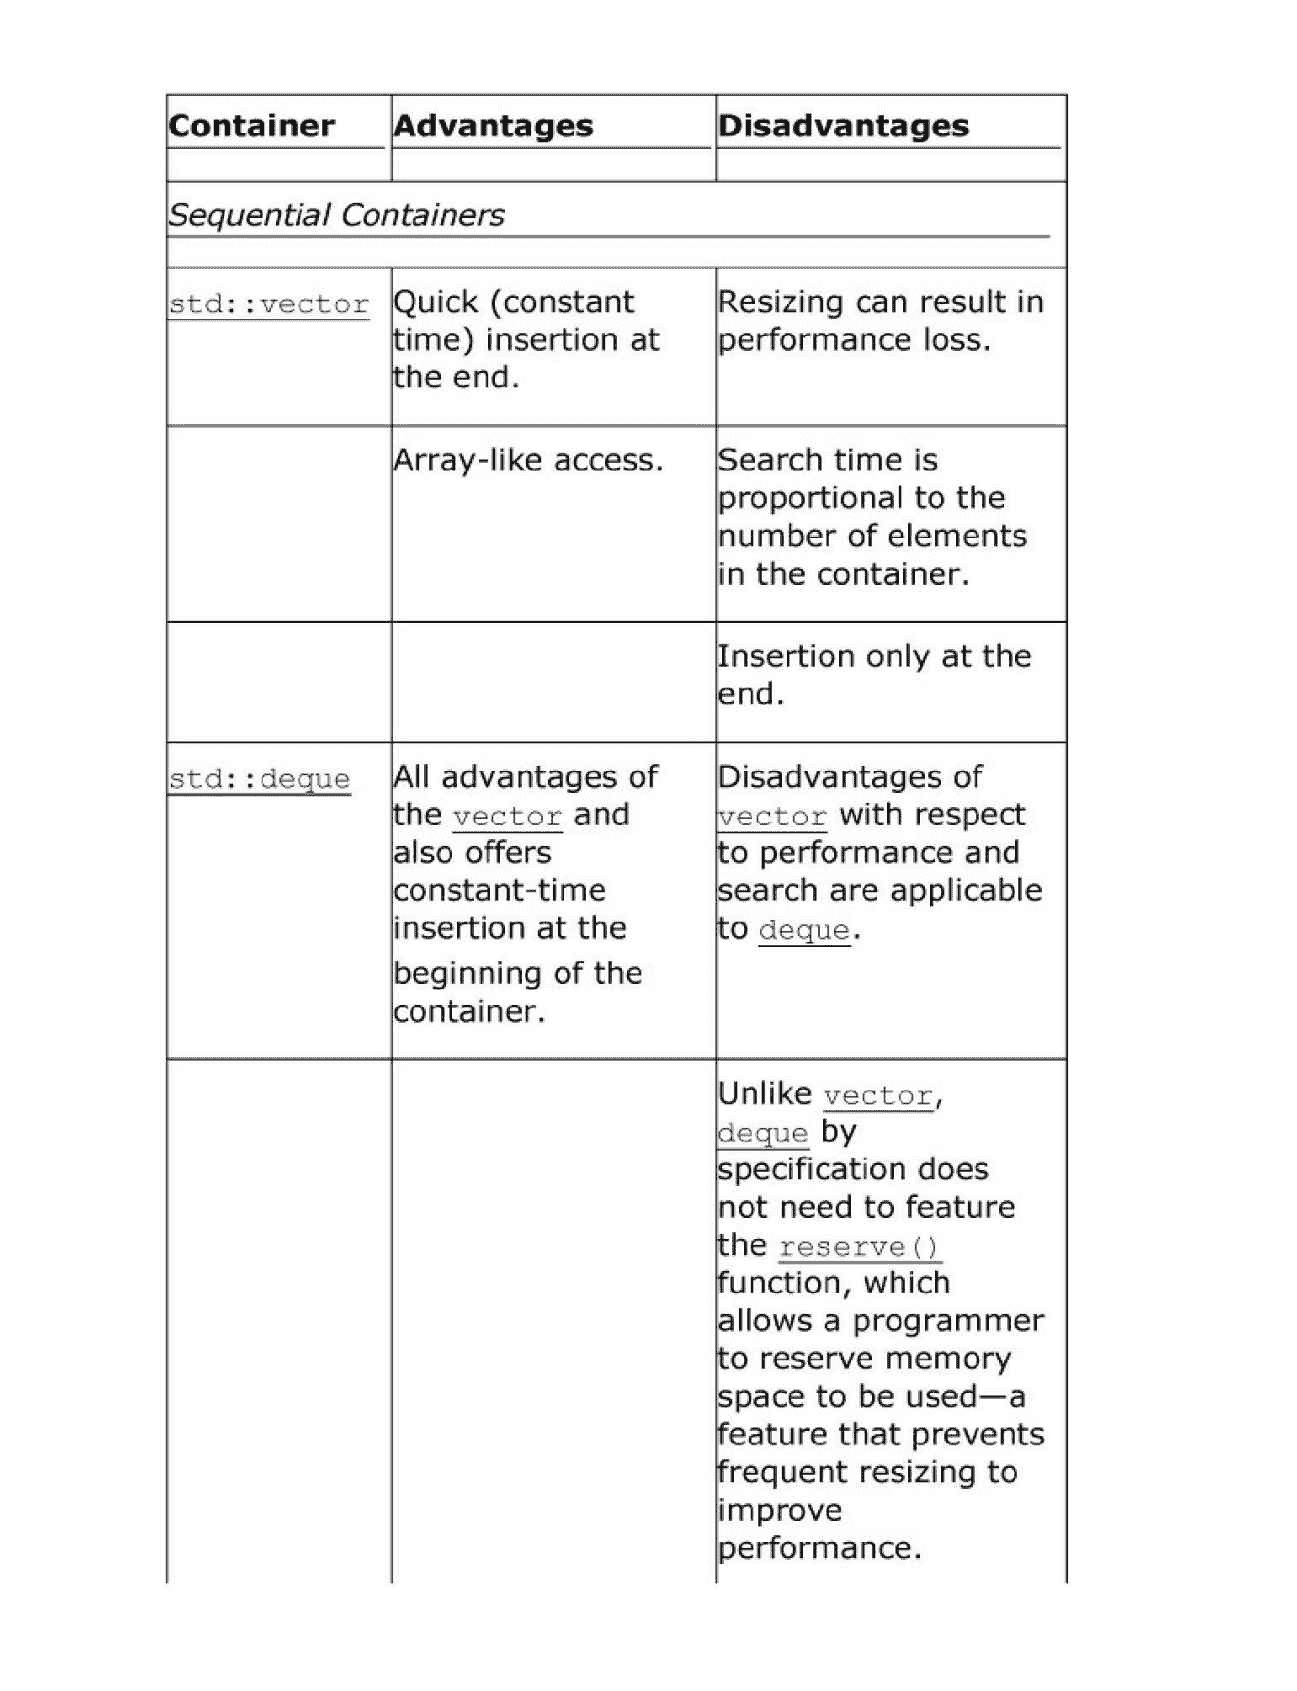 Container Advantages Disadvantages
Sequential Containers
std::vector Quick (constant Resizing can result in
time) insertion at performance loss.
the end.
Array-like access. Search time is
proportional to the
number of elements
in the container.
Insertion only at the
end.
std::deque All advantages of Disadvantages of
the vector and vector with respect
also offers to performance and
constant-time search are applicable
insertion at the to deque.
beginning of the
container.
Unlike vector,
deque by
specification does
not need to feature
the reserve()
function, which
allows a programmer
to reserve memory
space to be used—a
feature that prevents
frequent resizing to
improve
performance.